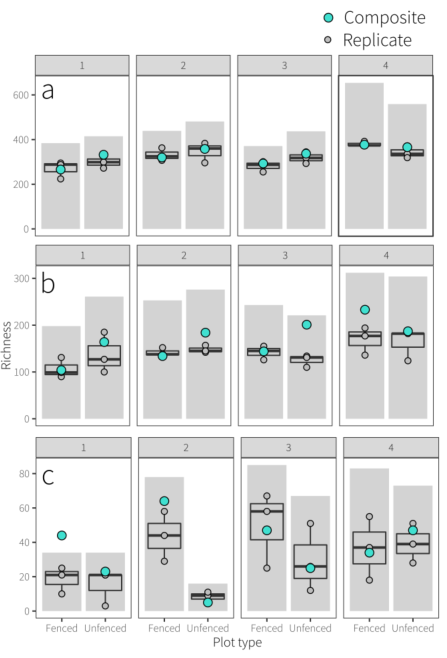 Composite
Replicate
1 2 3 4
a
600
400
200
0
1 2 3 4
b
300
200
100
0
Richness
1 2 3 4
c
80
60
40
20
0
Fenced Unfenced Fenced Unfenced Fenced Unfenced Fenced Unfenced
Plot type